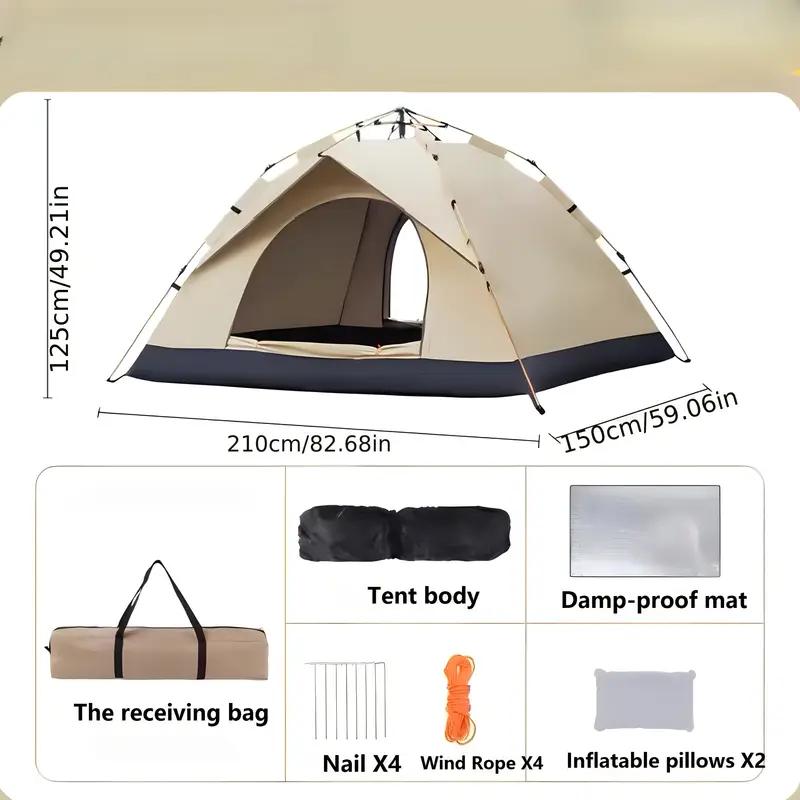 125cm/49.21in
210cm/82.68in
150cm/59.06in
Tent body
Damp-proof mat
The receiving bag
Nail X4
Wind Rope X4
Inflatable pillows X2